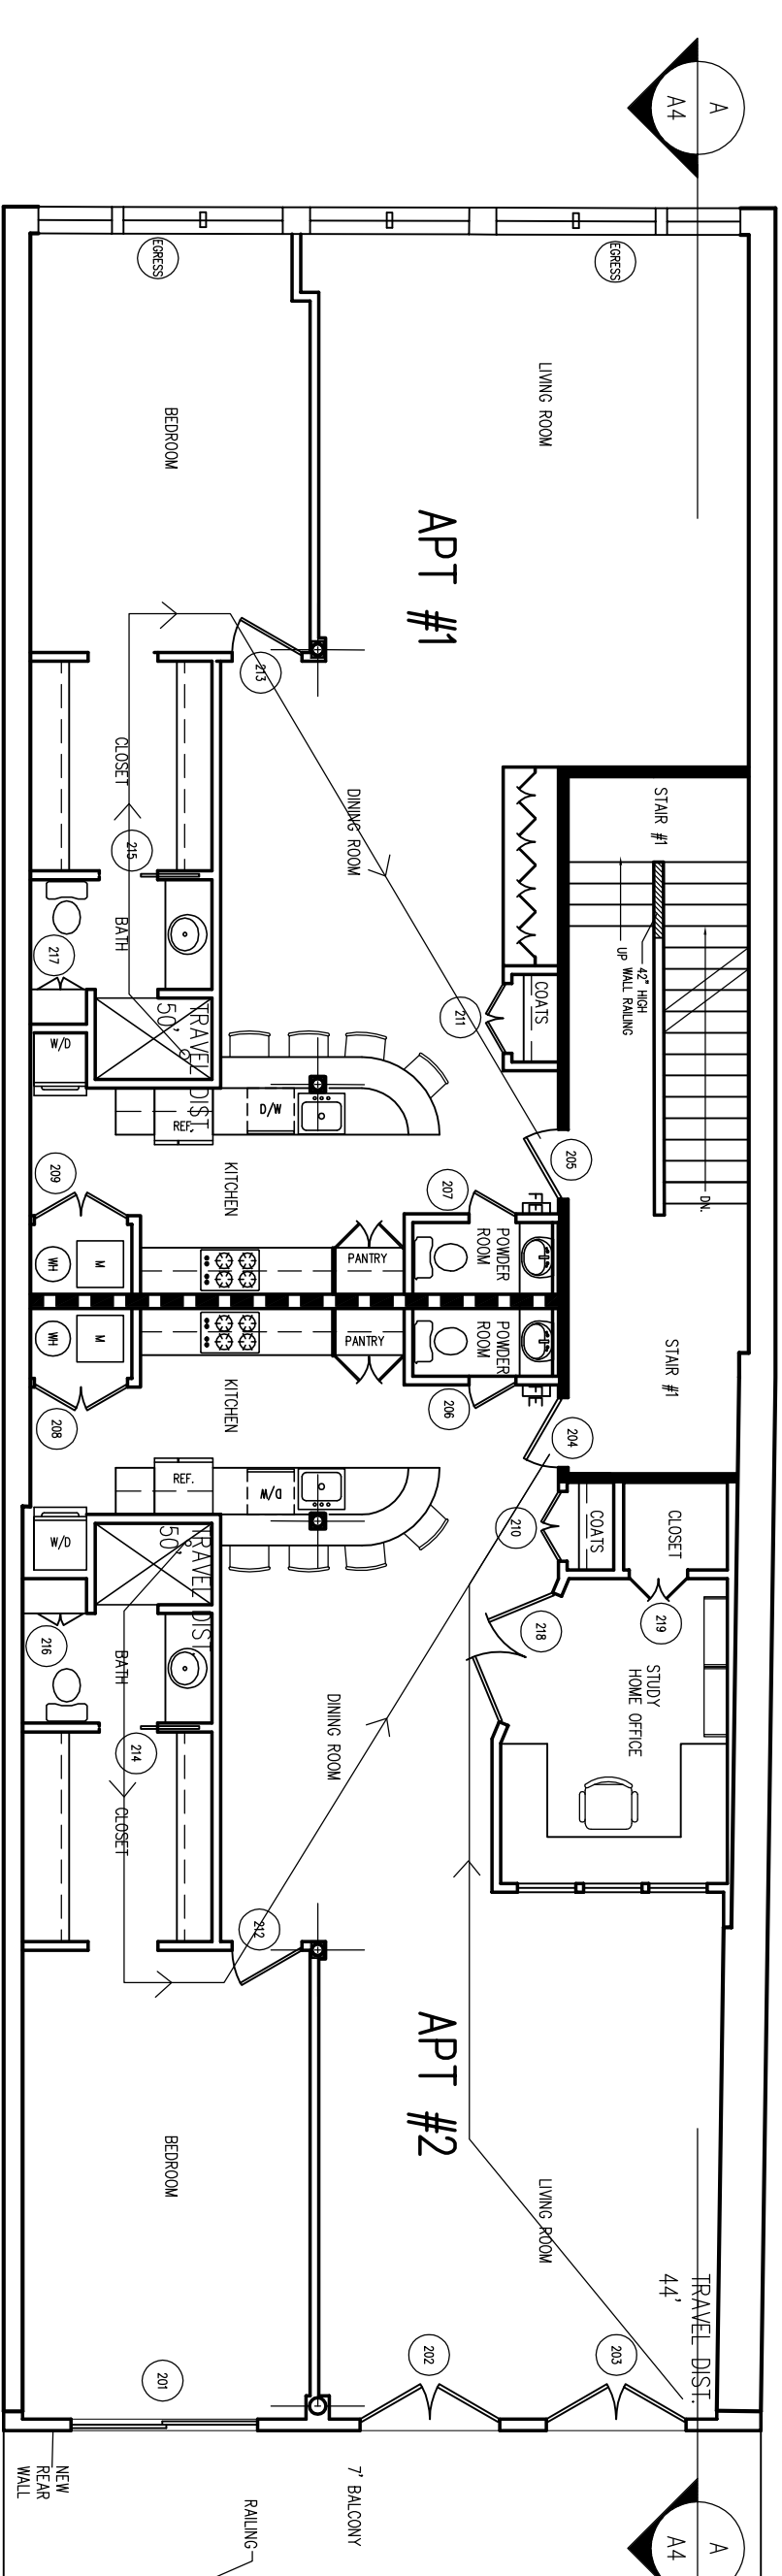 A
A4
EGRESS
EGRESS
LIVING ROOM
BEDROOM
APT #1
213
STAIR #1
CLOSET
DINING ROOM
215
42" HIGH
WALL RAILING
UP
DN.
BATH
217
COATS
211
TRAVEL DIST.
50'
W/D
D/W
REF.
205
209
207
KITCHEN
POWDER
ROOM
PANTRY
WH
M
FE
STAIR #1
WH
M
PANTRY
POWDER
ROOM
FE
KITCHEN
208
206
204
REF.
D/W
W/D
TRAVEL DIST.
50'
210
COATS
CLOSET
219
218
216
BATH
STUDY
HOME OFFICE
DINING ROOM
214
CLOSET
212
APT #2
BEDROOM
LIVING ROOM
TRAVEL DIST.
44'
201
202
203
NEW
REAR
WALL
RAILING
7' BALCONY
A
A4